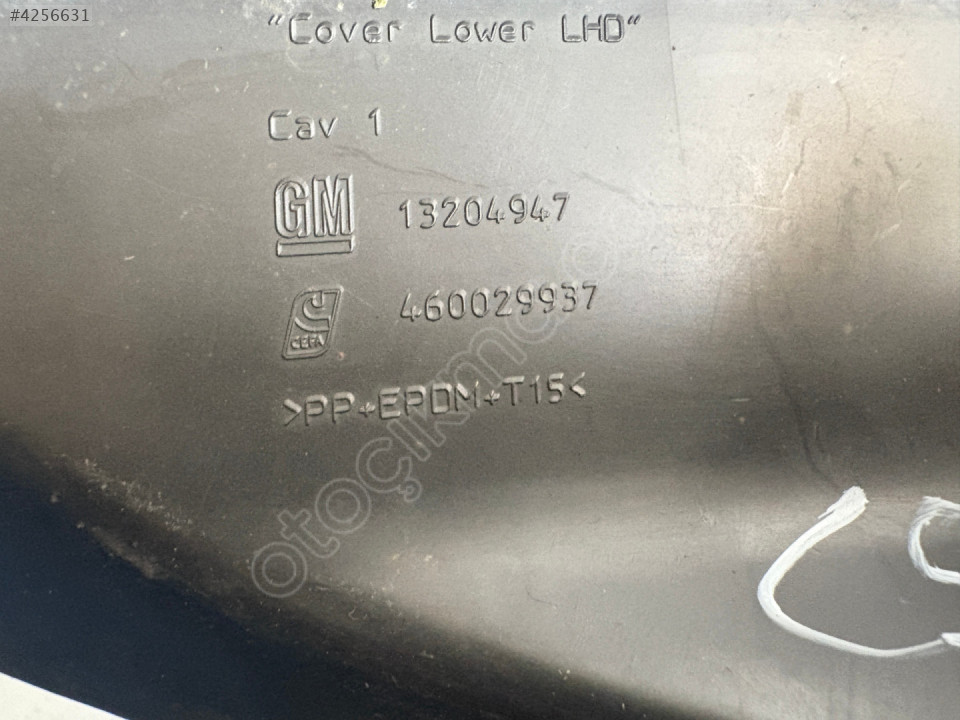 #4256631
"Cover Lower LHD"
Cav 1
GM 13204947
CEFA 460029937
>PP+EPDM+T15<
otoçıkma